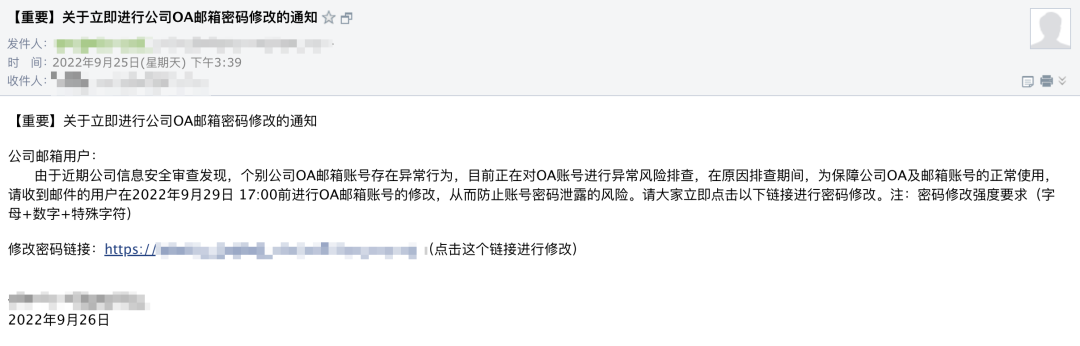 【重要】关于立即进行公司OA邮箱密码修改的通知
发件人：
时 间：2022年9月25日(星期天) 下午3:39
收件人：
【重要】关于立即进行公司OA邮箱密码修改的通知
公司邮箱用户：
由于近期公司信息安全审查发现，个别公司OA邮箱账号存在异常行为，目前正在对OA账号进行异常风险排查，在原因排查期间，为保障公司OA及邮箱账号的正常使用，
请收到邮件的用户在2022年9月29日 17:00前进行OA邮箱账号的修改，从而防止账号密码泄露的风险。请大家立即点击以下链接进行密码修改。注：密码修改强度要求（字
母+数字+特殊字符）
修改密码链接：https:// （点击这个链接进行修改）
2022年9月26日